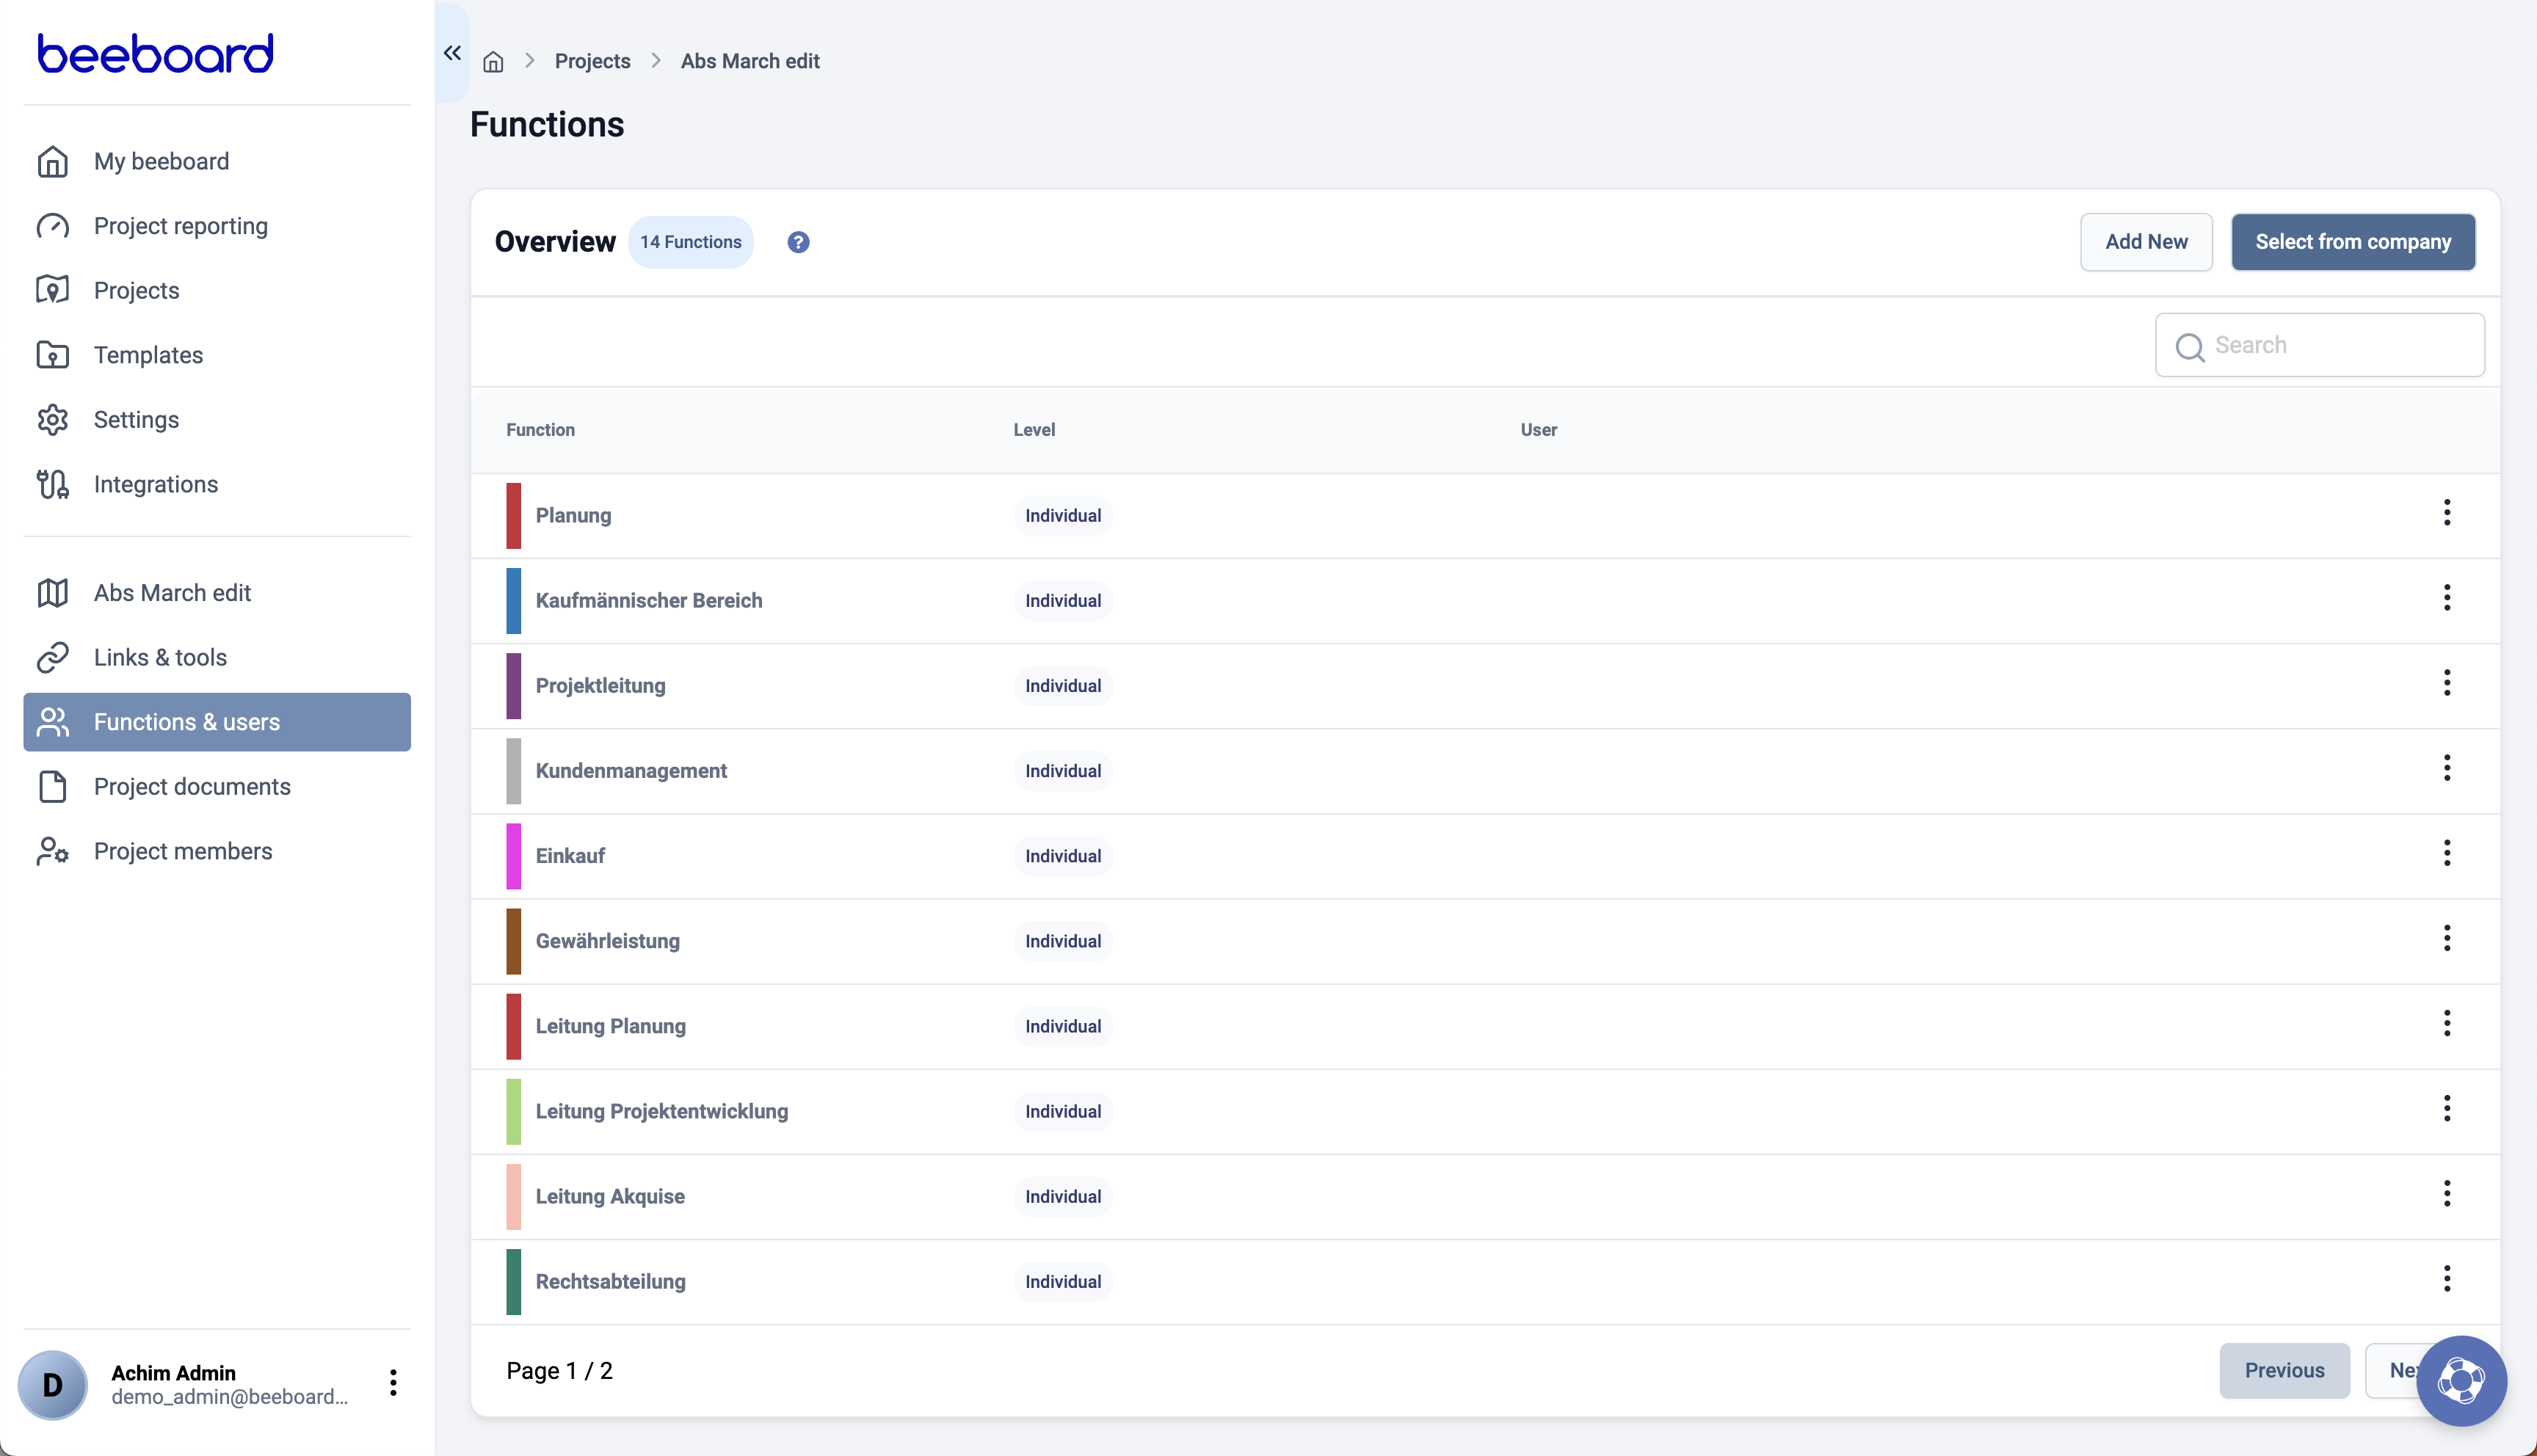 beeboard
My beeboard
Project reporting
Projects
Templates
Settings
Integrations
Abs March edit
Links & tools
Functions & users
Project documents
Project members
D
Achim Admin
demo_admin@beeboard...
Projects
Abs March edit
Functions
Overview 14 Functions ?
Add New Select from company
Search
Function Level User
Planung Individual
Kaufmännischer Bereich Individual
Projektleitung Individual
Kundenmanagement Individual
Einkauf Individual
Gewährleistung Individual
Leitung Planung Individual
Leitung Projektentwicklung Individual
Leitung Akquise Individual
Rechtsabteilung Individual
Page 1 / 2
Previous